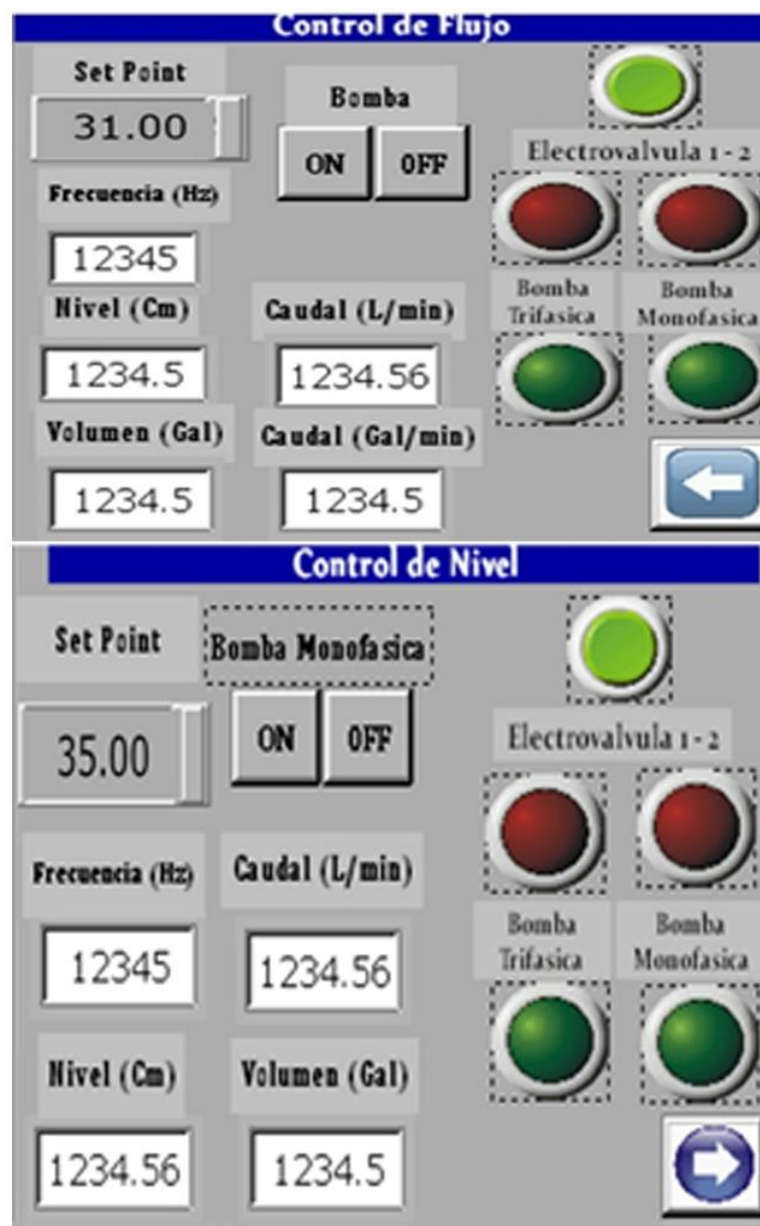 Control de Flujo
Set Point
31.00
Bomba
ON
OFF
Electrovalvula 1 - 2
Frecuencia (Hz)
12345
Nivel (Cm)
1234.5
Caudal (L/min)
1234.56
Bomba
Trifasica
Bomba
Monofasica
Volumen (Gal)
1234.5
Caudal (Gal/min)
1234.5
Control de Nivel
Set Point
35.00
Bomba Monofasica
ON
OFF
Electrovalvula 1 - 2
Frecuencia (Hz)
12345
Caudal (L/min)
1234.56
Bomba
Trifasica
Bomba
Monofasica
Nivel (Cm)
1234.56
Volumen (Gal)
1234.5